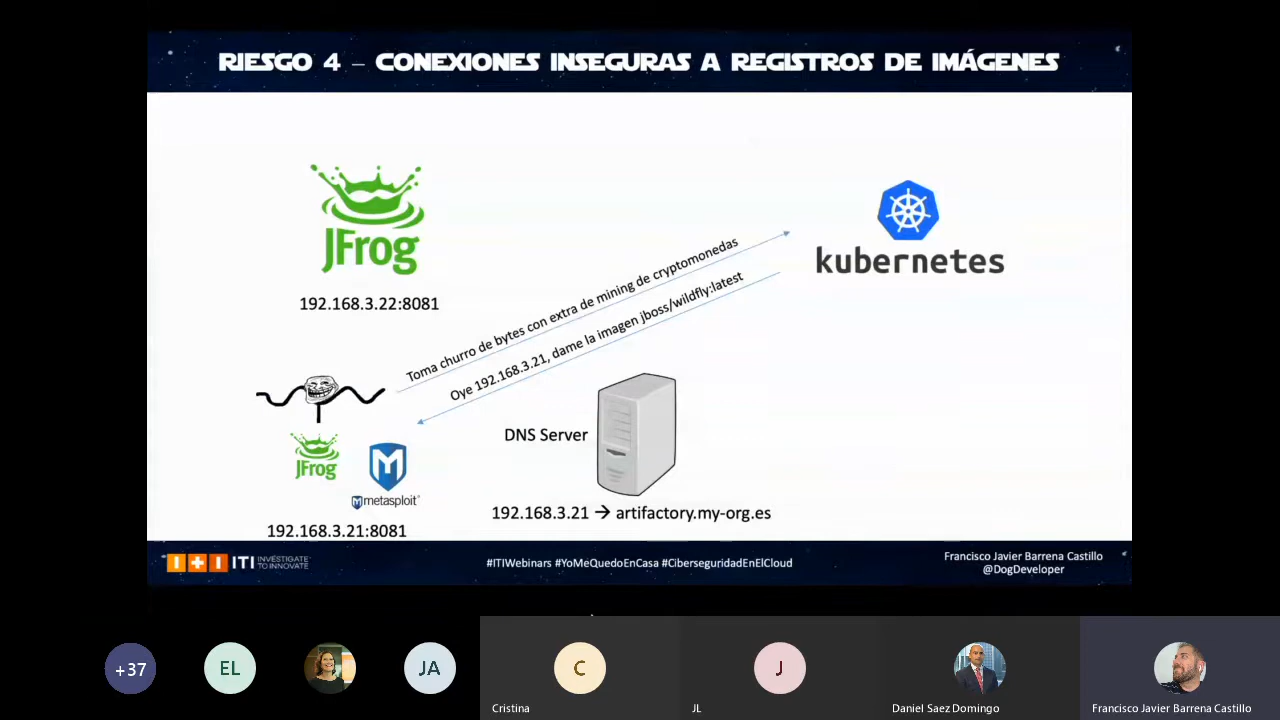 RIESGO 4 – CONEXIONES INSEGURAS A REGISTROS DE IMÁGENES
JFrog
192.168.3.22:8081
kubernetes
Toma churro de bytes con extra de mining de cryptomonedas
Oye 192.168.3.21, dame la imagen jboss/wildfly:latest
DNS Server
JFrog
metasploit
192.168.3.21 → artifactory.my-org.es
192.168.3.21:8081
I+I ITI INVESTIGATE
TO INNOVATE
#ITIWebinars #YoMeQuedoEnCasa #CiberseguridadEnElCloud
Francisco Javier Barrena Castillo
@DogDeveloper
+37
EL
JA
C
J
Cristina
JL
Daniel Saez Domingo
Francisco Javier Barrena Castillo